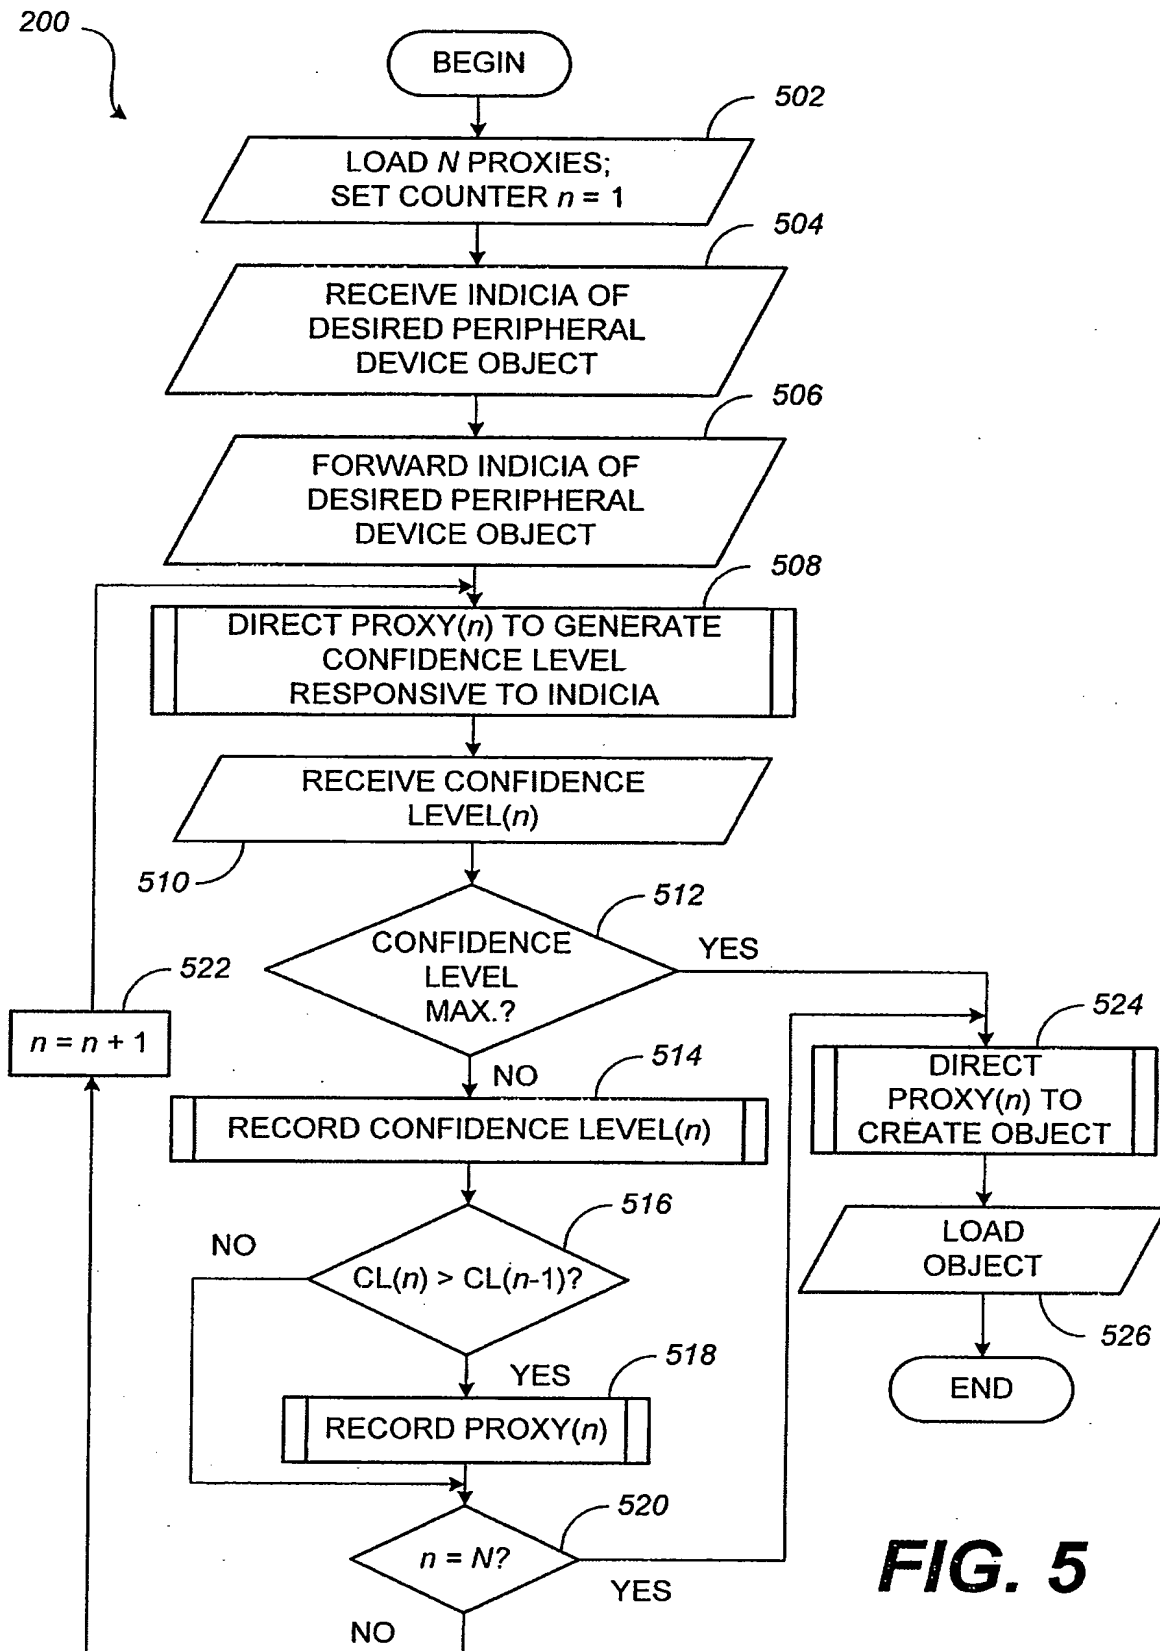 200
BEGIN
502
LOAD N PROXIES;
SET COUNTER n = 1
504
RECEIVE INDICIA OF
DESIRED PERIPHERAL
DEVICE OBJECT
506
FORWARD INDICIA OF
DESIRED PERIPHERAL
DEVICE OBJECT
508
DIRECT PROXY(n) TO GENERATE
CONFIDENCE LEVEL
RESPONSIVE TO INDICIA
RECEIVE CONFIDENCE
LEVEL(n)
510
512
CONFIDENCE
LEVEL
MAX.?
YES
NO
522
n = n + 1
514
RECORD CONFIDENCE LEVEL(n)
516
CL(n) > CL(n-1)?
NO
YES
518
RECORD PROXY(n)
520
n = N?
YES
NO
524
DIRECT
PROXY(n) TO
CREATE OBJECT
LOAD
OBJECT
526
END
FIG. 5